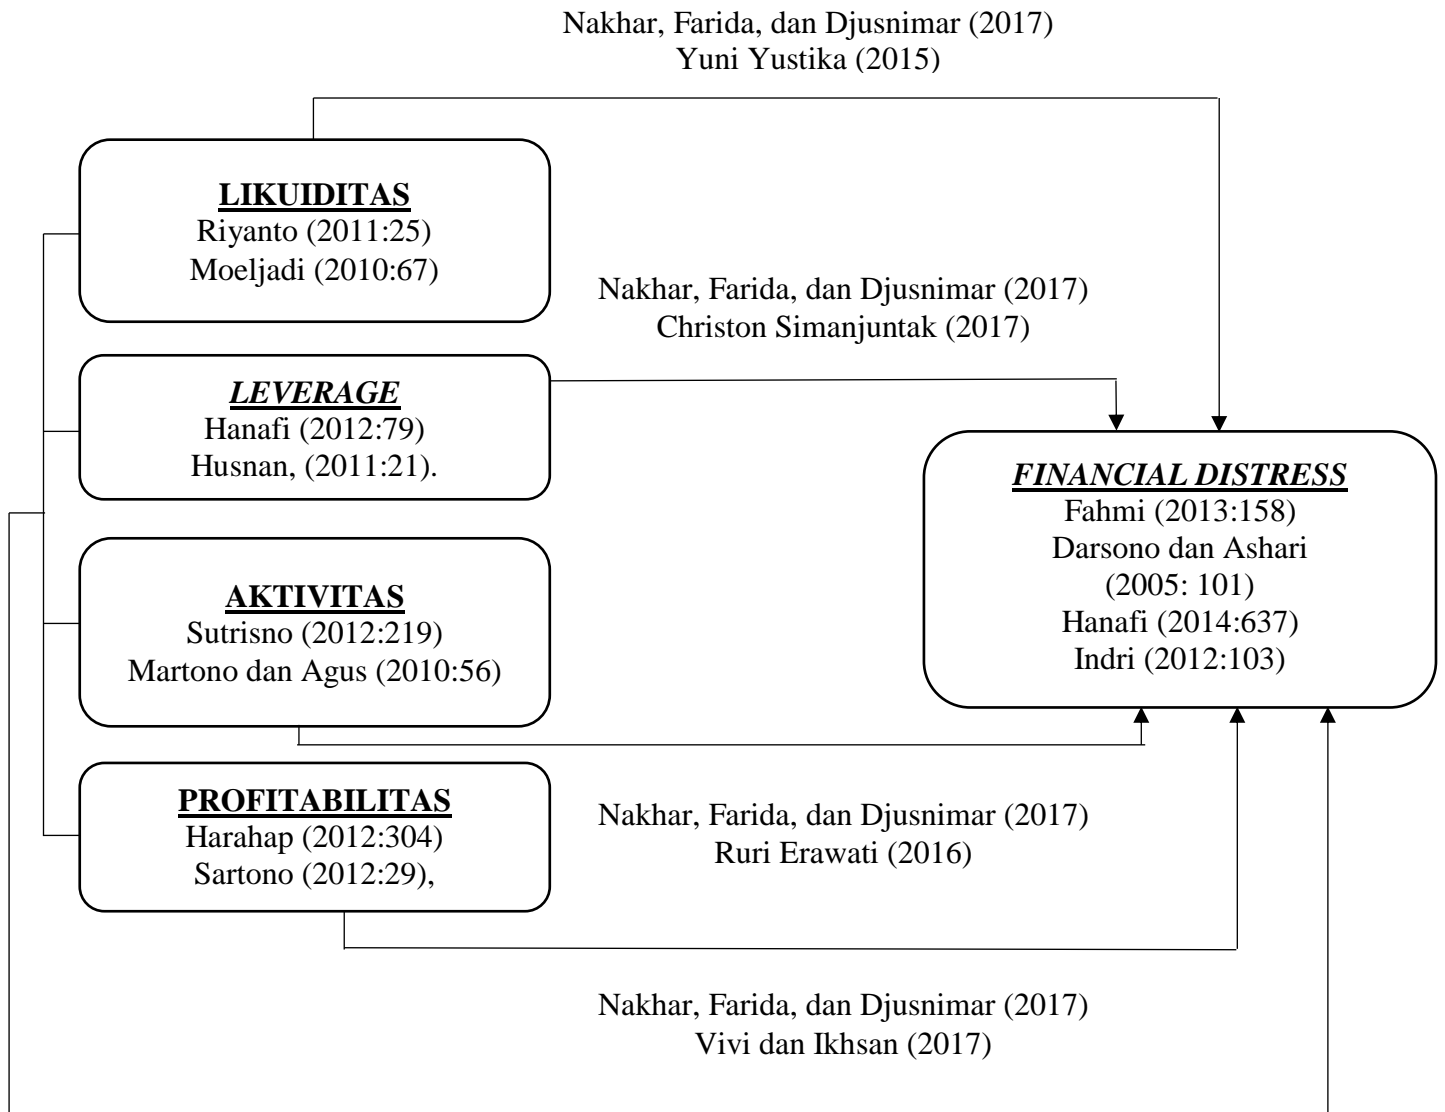 Nakhar, Farida, dan Djusnimar (2017)
Yuni Yustika (2015)
LIKUIDITAS
Riyanto (2011:25)
Moeljadi (2010:67)
Nakhar, Farida, dan Djusnimar (2017)
Christon Simanjuntak (2017)
LEVERAGE
Hanafi (2012:79)
Husnan, (2011:21).
FINANCIAL DISTRESS
Fahmi (2013:158)
Darsono dan Ashari
(2005: 101)
Hanafi (2014:637)
Indri (2012:103)
AKTIVITAS
Sutrisno (2012:219)
Martono dan Agus (2010:56)
PROFITABILITAS
Harahap (2012:304)
Sartono (2012:29),
Nakhar, Farida, dan Djusnimar (2017)
Ruri Erawati (2016)
Nakhar, Farida, dan Djusnimar (2017)
Vivi dan Ikhsan (2017)